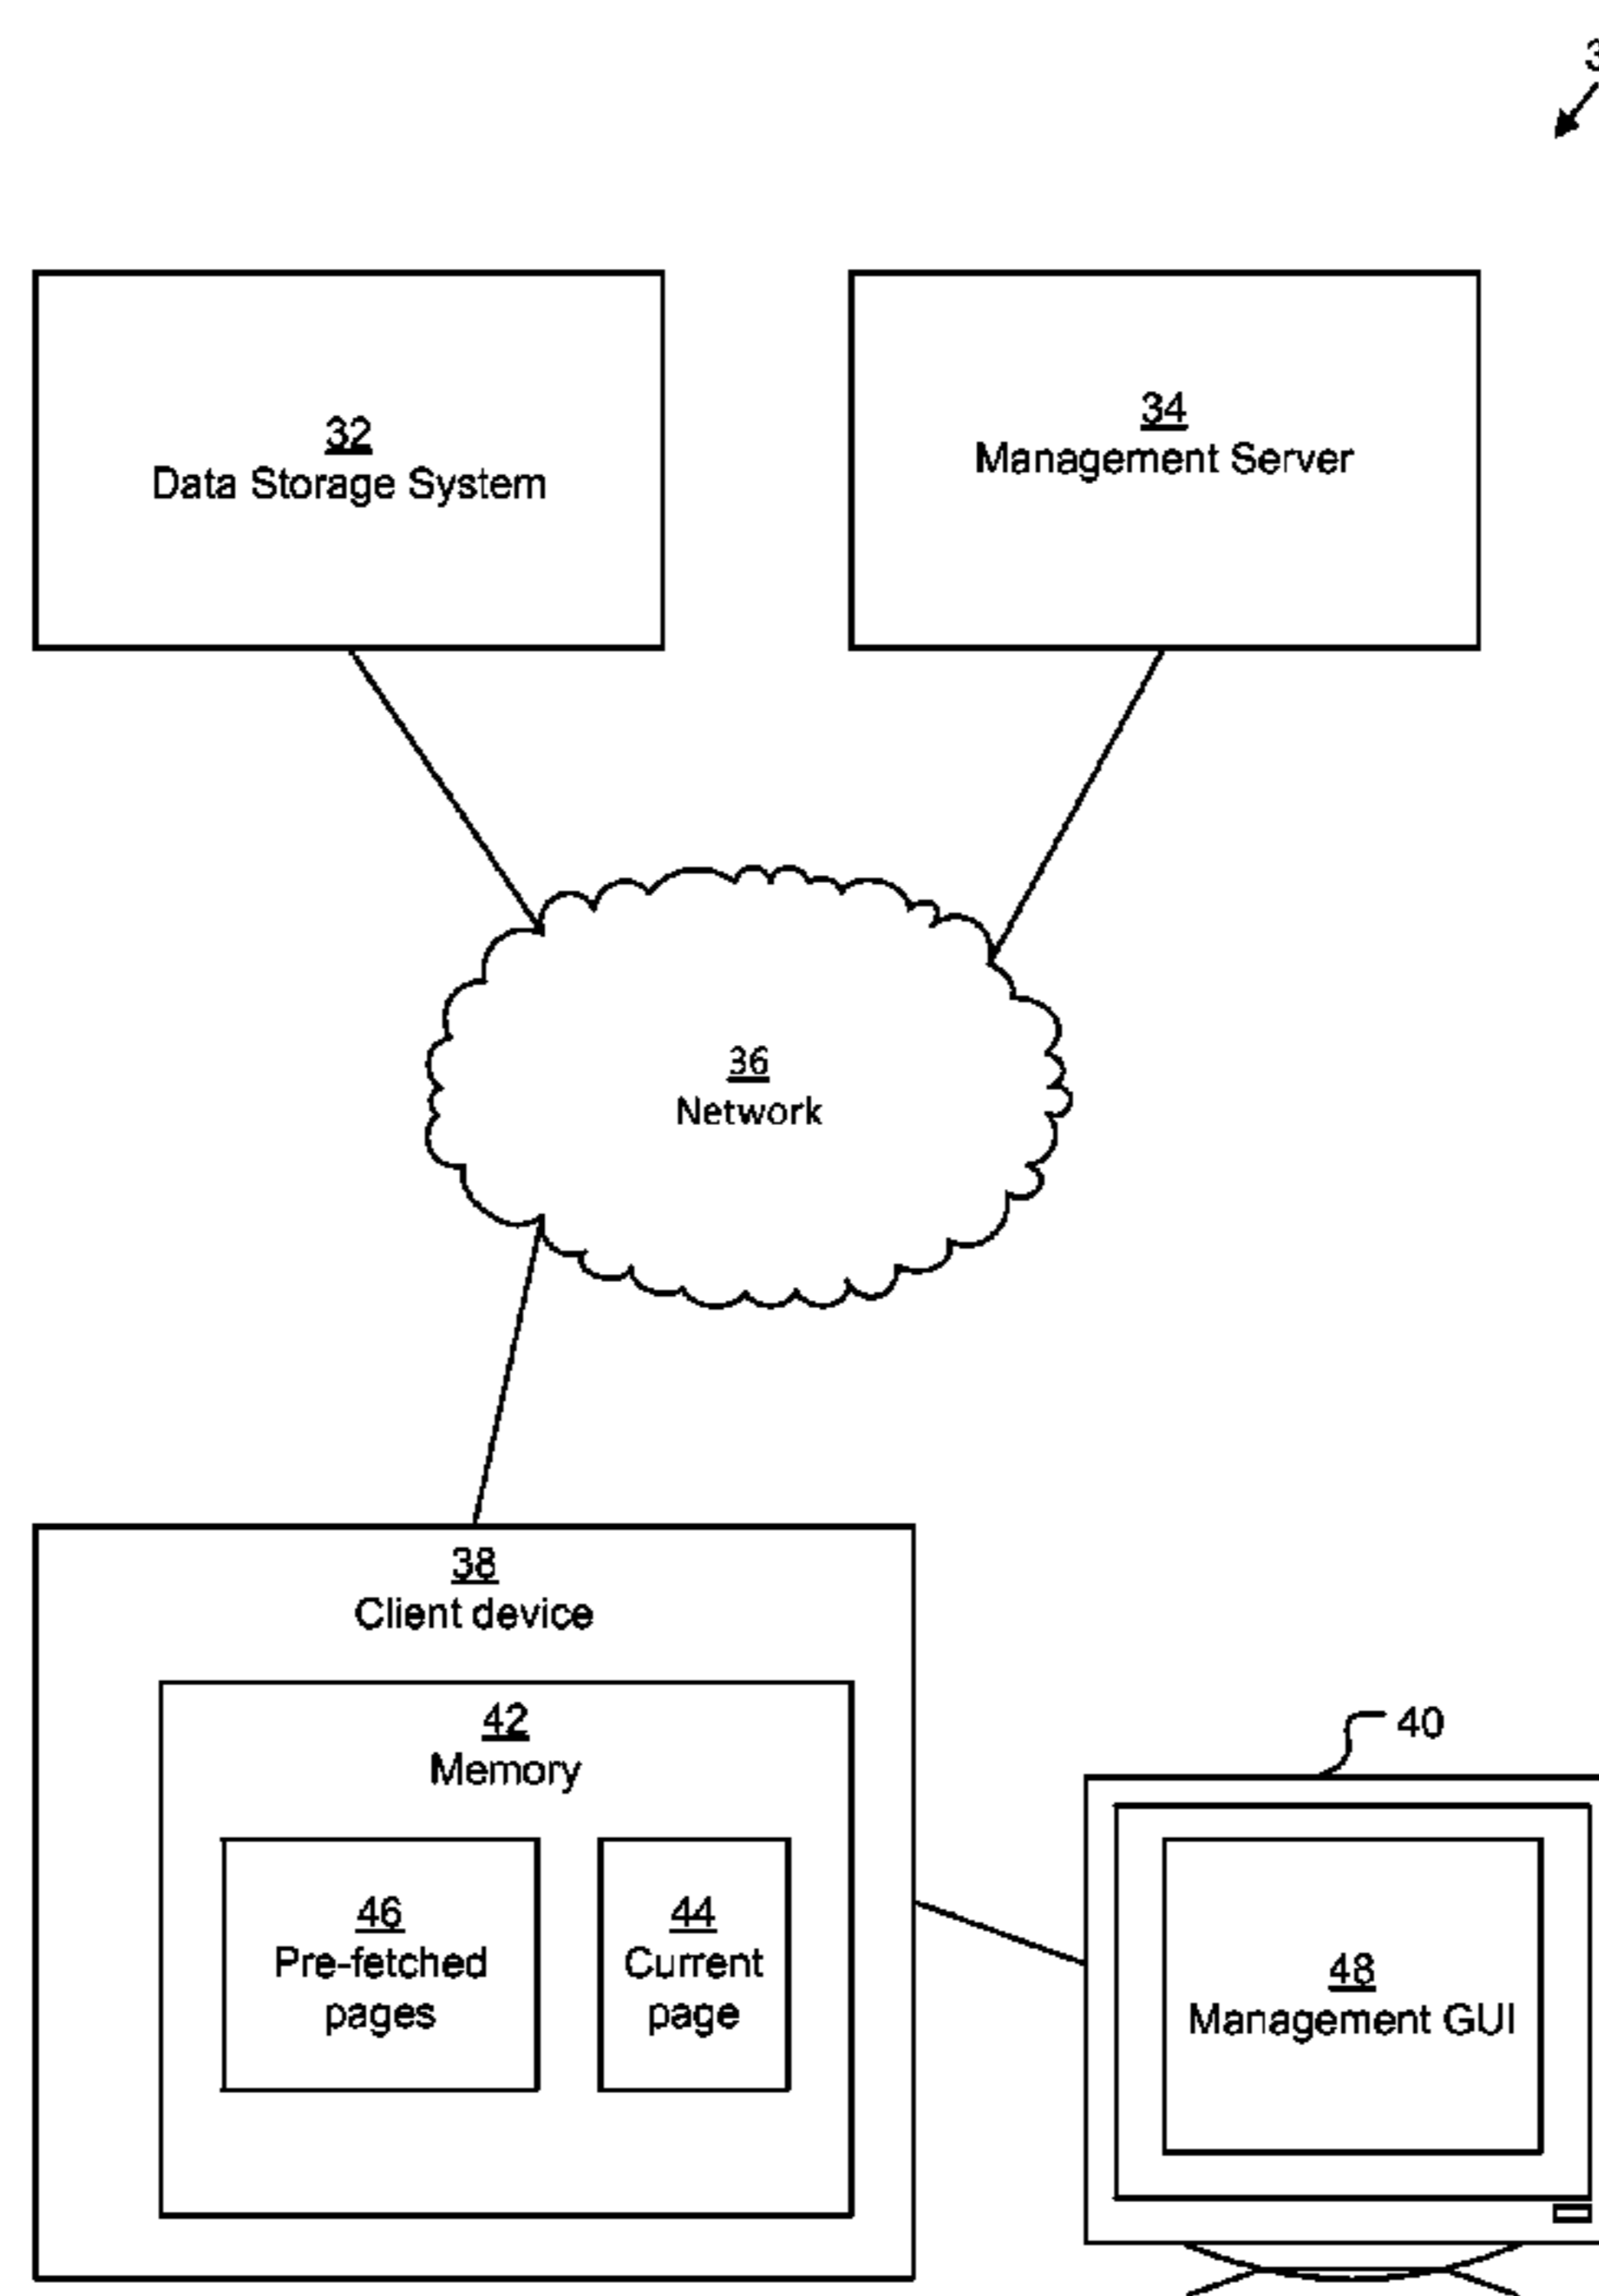 32
Data Storage System
34
Management Server
36
Network
38
Client device
42
Memory
46
Pre-fetched
pages
44
Current
page
40
48
Management GUI